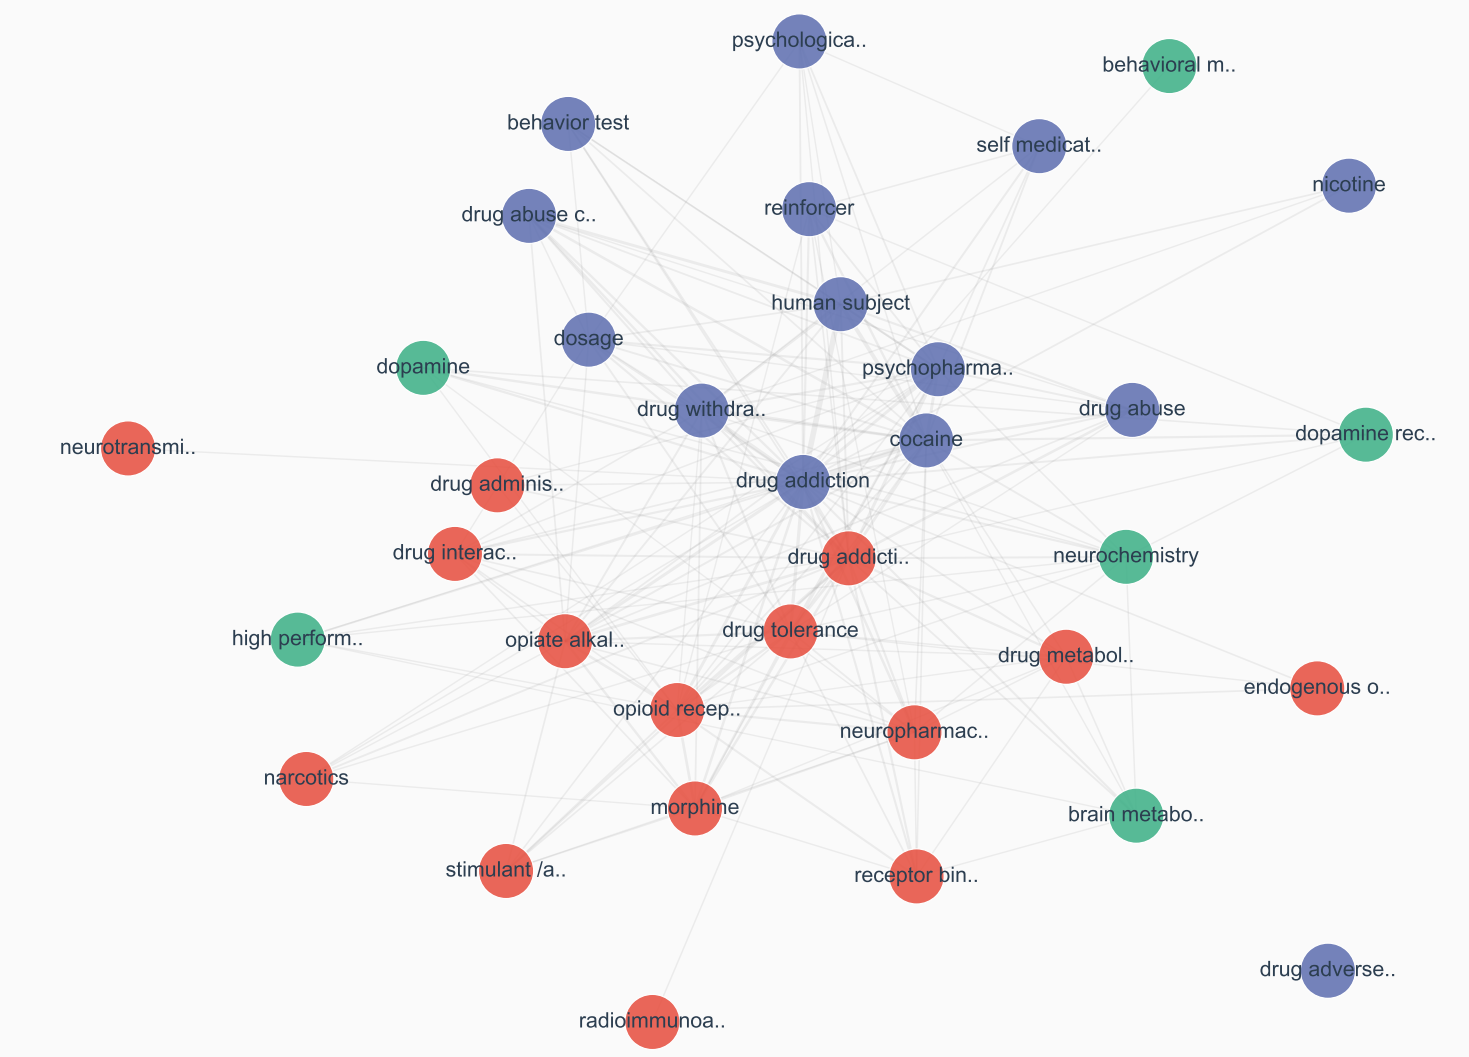 psychologica..
behavioral m..
behavior test
self medicat..
nicotine
reinforcer
drug abuse c..
human subject
dosage
dopamine
psychopharma..
drug withdra..
drug abuse
dopamine rec..
cocaine
neurotransmi..
drug addiction
drug adminis..
drug interac..
drug addicti..
neurochemistry
drug tolerance
high perform..
opiate alkal..
drug metabol..
endogenous o..
opioid recep..
neuropharmac..
narcotics
morphine
brain metabo..
stimulant /a..
receptor bin..
drug adverse..
radioimmunoa..